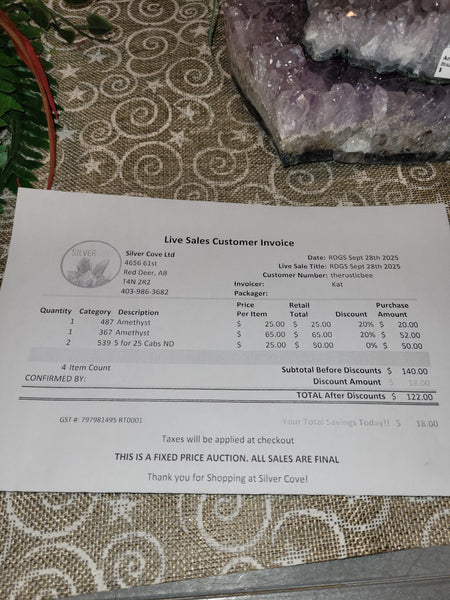 Live Sales Customer Invoice
SILVER
Silver Cove Ltd
4656 61st
Red Deer, AB
T4N 2R2
403-986-3682
Date: RDGS Sept 28th 2025
Live Sale Title: RDGS Sept 28th 2025
Customer Number: therusticbee
Invoicer: Kat
Packager:
Quantity Category Description Price Per Item Retail Total Discount Purchase Amount
1 487 Amethyst $ 25.00 $ 25.00 20% $ 20.00
1 367 Amethyst $ 65.00 $ 65.00 20% $ 52.00
2 539 5 for 25 Cabs ND $ 25.00 $ 50.00 0% $ 50.00
4 Item Count Subtotal Before Discounts $ 140.00
CONFIRMED BY: Discount Amount $ 18.00
TOTAL After Discounts $ 122.00
GST #: 797981495 RT0001 Your Total Savings Today!! $ 18.00
Taxes will be applied at checkout
THIS IS A FIXED PRICE AUCTION. ALL SALES ARE FINAL
Thank you for Shopping at Silver Cove!